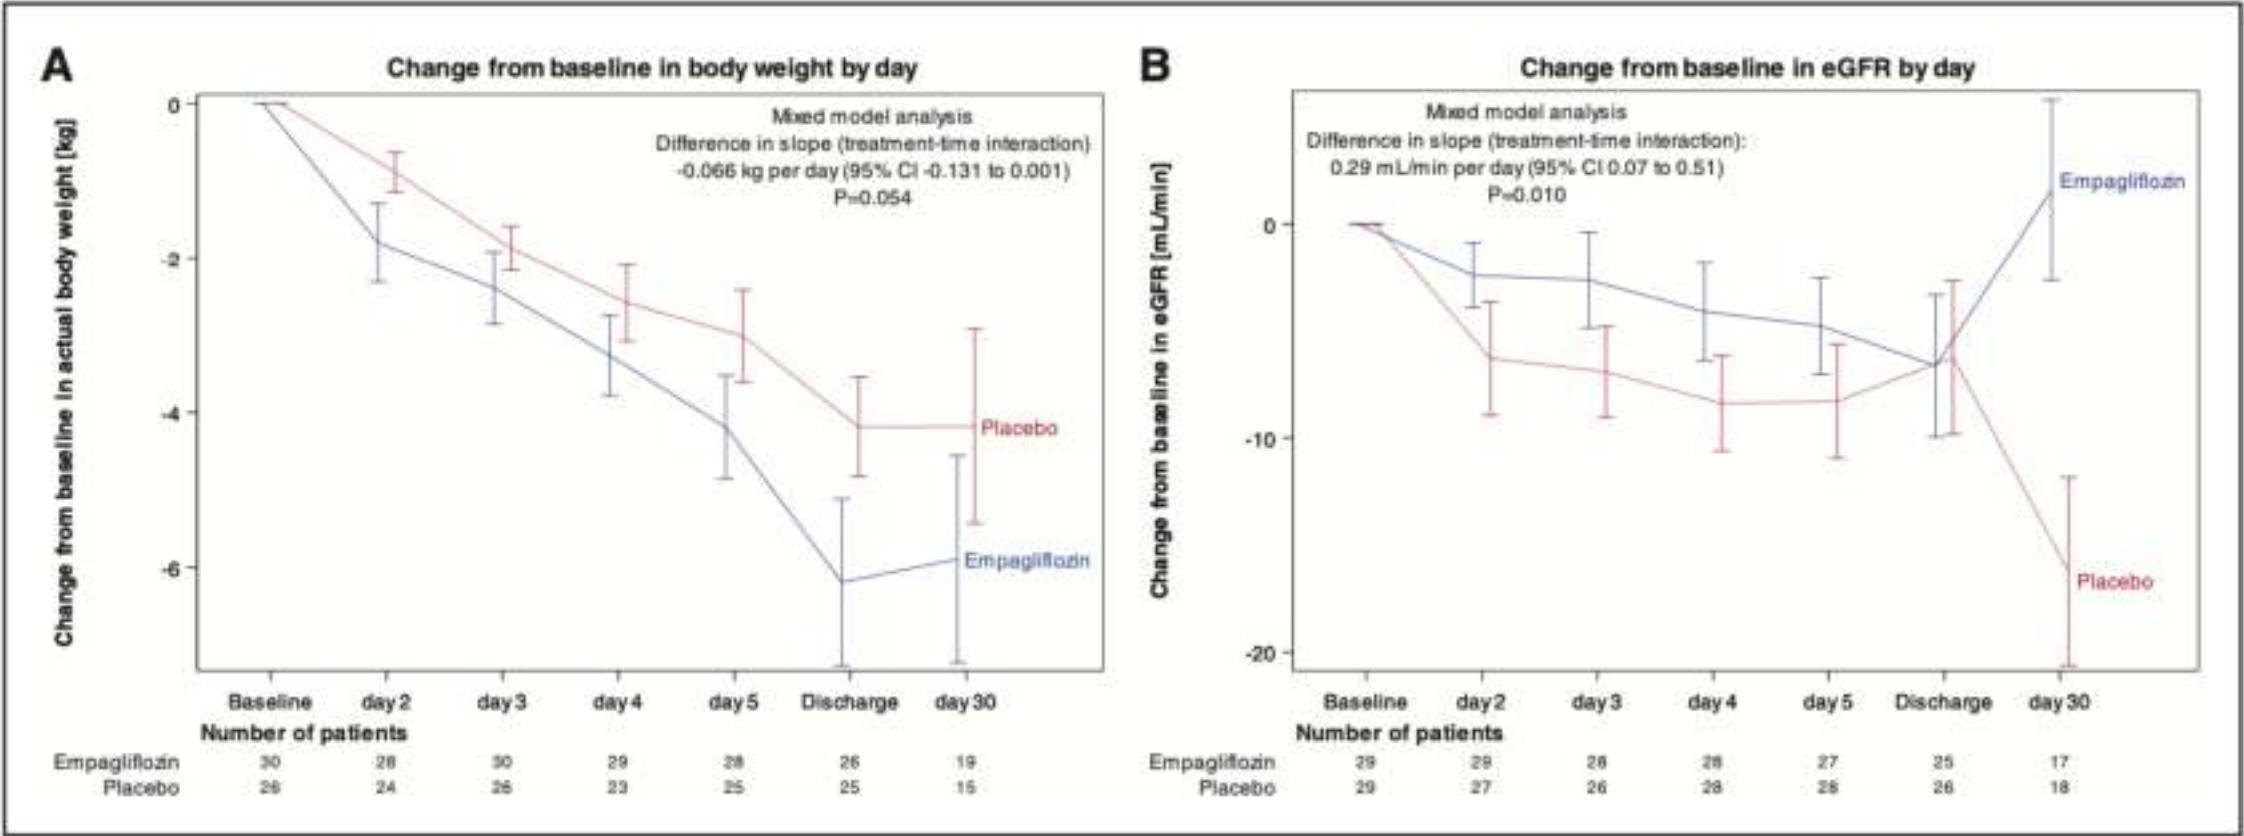 A
Change from baseline in body weight by day
Mixed model analysis
Difference in slope (treatment-time interaction)
-0.066 kg per day (95% CI -0.131 to 0.001)
P=0.054
Change from baseline in actual body weight [kg]
0
-2
-4
-6
Placebo
Empagliflozin
Baseline day 2 day 3 day 4 day 5 Discharge day 30
Number of patients
Empagliflozin 30 28 30 29 28 26 19
Placebo 26 24 26 23 25 25 15
B
Change from baseline in eGFR by day
Mixed model analysis
Difference in slope (treatment-time interaction):
0.29 mL/min per day (95% CI 0.07 to 0.51)
P=0.010
Change from baseline in eGFR [mL/min]
0
-10
-20
Empagliflozin
Placebo
Baseline day 2 day 3 day 4 day 5 Discharge day 30
Number of patients
Empagliflozin 29 29 28 28 27 25 17
Placebo 29 27 26 28 28 26 18